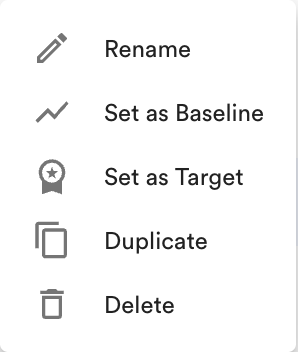 Rename
Set as Baseline
Set as Target
Duplicate
Delete